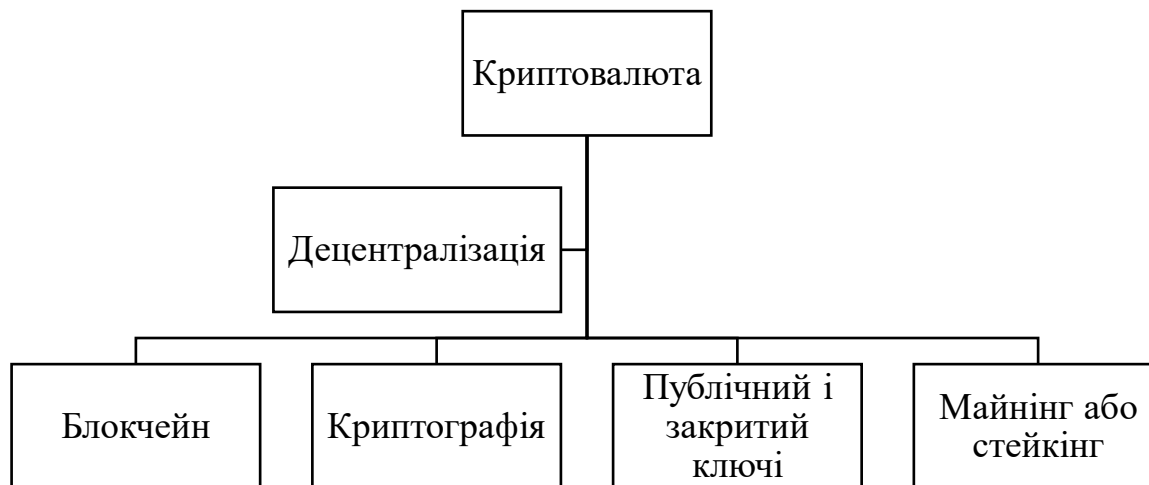 Криптовалюта
Децентралізація
Блокчейн
Криптографія
Публічний і
закритий
ключі
Майнінг або
стейкінг